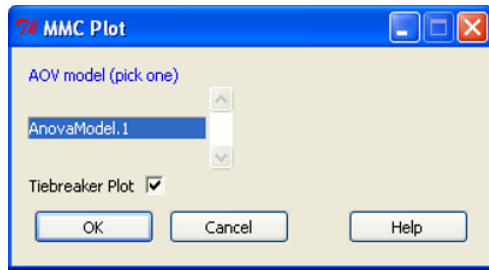 MMC Plot
AOV model (pick one)
AnovaModel.1
Tiebreaker Plot
OK Cancel Help